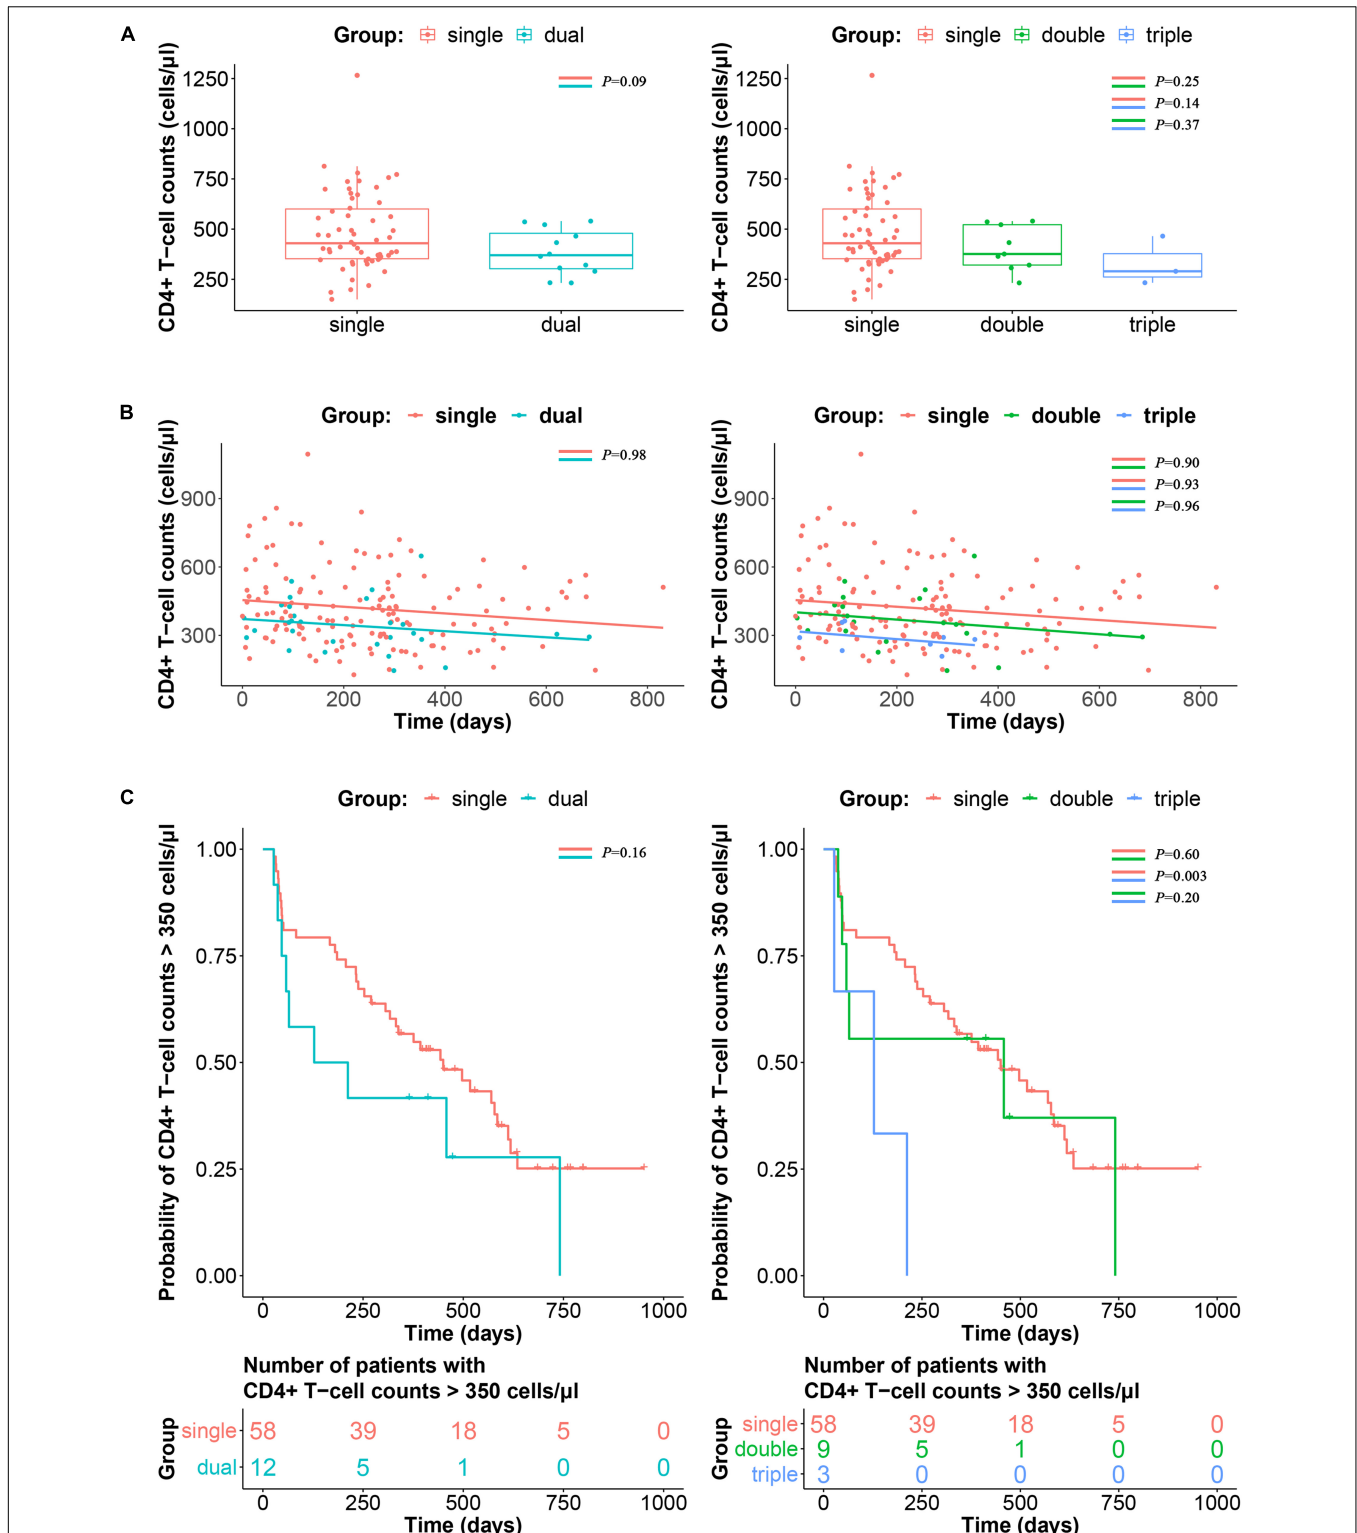 A
Group: single dual
CD4+ T−cell counts (cells/µl)
1250
1000
750
500
250
P=0.09
single dual
Group: single double triple
CD4+ T−cell counts (cells/µl)
1250
1000
750
500
250
P=0.25
P=0.14
P=0.37
single double triple
B
Group: single dual
CD4+ T−cell counts (cells/µl)
900
600
300
P=0.98
0 200 400 600 800
Time (days)
Group: single double triple
CD4+ T−cell counts (cells/µl)
900
600
300
P=0.90
P=0.93
P=0.96
0 200 400 600 800
Time (days)
C
Group: single dual
Probability of CD4+ T−cell counts > 350 cells/µl
1.00
0.75
0.50
0.25
0.00
P=0.16
0 250 500 750 1000
Time (days)
Number of patients with
CD4+ T−cell counts > 350 cells/µl
Group
single 58 39 18 5 0
dual 12 5 1 0 0
0 250 500 750 1000
Time (days)
Group: single double triple
Probability of CD4+ T−cell counts > 350 cells/µl
1.00
0.75
0.50
0.25
0.00
P=0.60
P=0.003
P=0.20
0 250 500 750 1000
Time (days)
Number of patients with
CD4+ T−cell counts > 350 cells/µl
Group
single 58 39 18 5 0
double 9 5 1 0 0
triple 3 0 0 0 0
0 250 500 750 1000
Time (days)